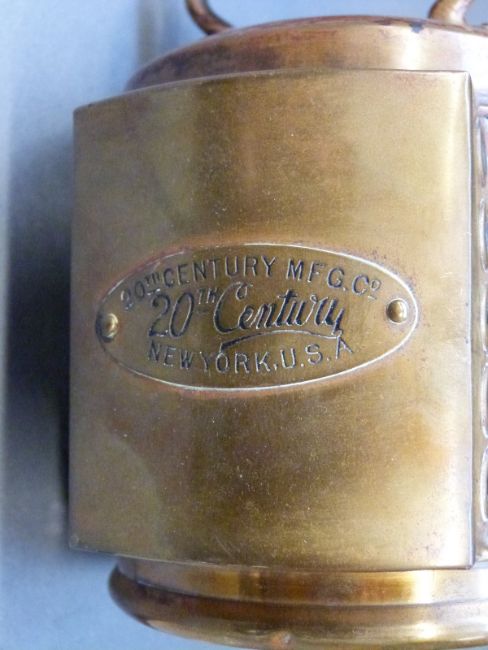 20TH CENTURY MFG. Co
20TH Century
NEW YORK, U.S.A